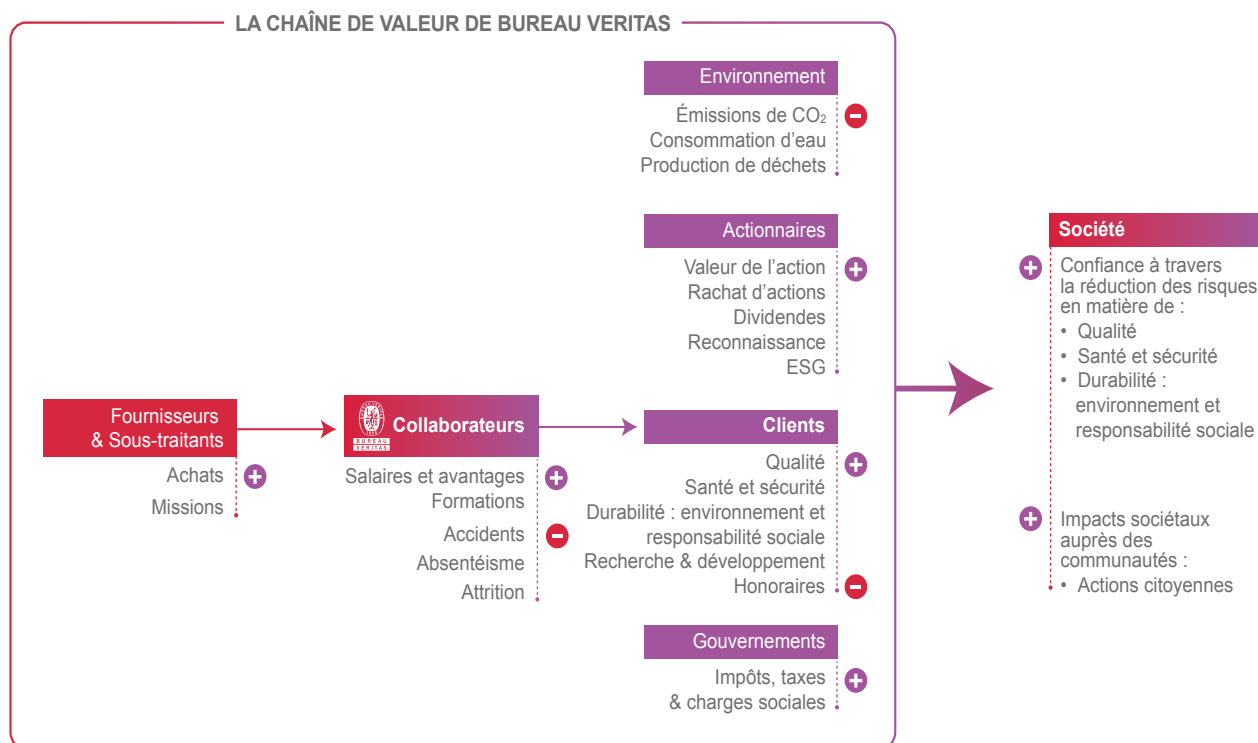 LA CHAÎNE DE VALEUR DE BUREAU VERITAS
Environnement
Émissions de CO₂
Consommation d'eau
Production de déchets
Actionnaires
Valeur de l'action
Rachat d'actions
Dividendes
Reconnaissance
ESG
Fournisseurs
& Sous-traitants
Achats
Missions
BUREAU
VERITAS
Collaborateurs
Salaires et avantages
Formations
Accidents
Absentéisme
Attrition
Clients
Qualité
Santé et sécurité
Durabilité : environnement et
responsabilité sociale
Recherche & développement
Honoraires
Gouvernements
Impôts, taxes
& charges sociales
Société
Confiance à travers
la réduction des risques
en matière de :
• Qualité
• Santé et sécurité
• Durabilité :
environnement et
responsabilité sociale
Impacts sociétaux
auprès des
communautés :
• Actions citoyennes